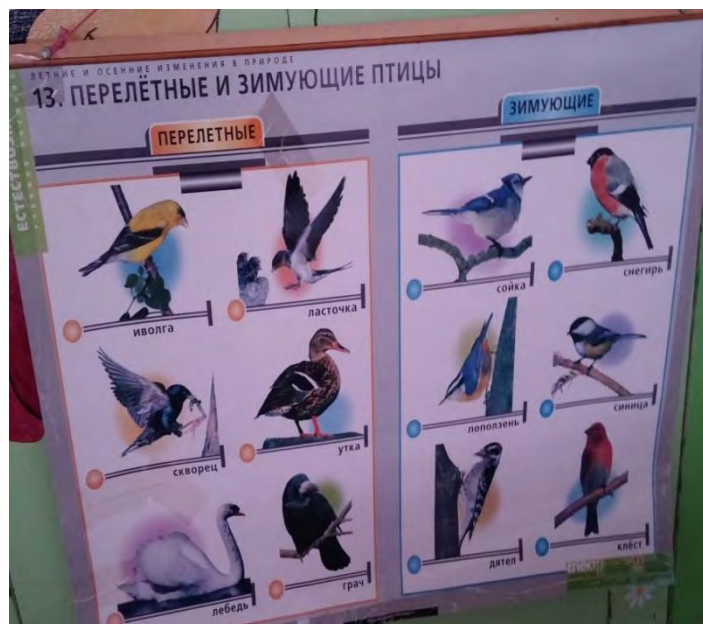 ЛЕТНИЕ И ОСЕННИЕ ИЗМЕНЕНИЯ В ПРИРОДЕ
13. ПЕРЕЛЁТНЫЕ И ЗИМУЮЩИЕ ПТИЦЫ
ПЕРЕЛЕТНЫЕ
иволга
ласточка
скворец
утка
лебедь
грач
ЗИМУЮЩИЕ
сойка
снегирь
поползень
синица
дятел
клёст